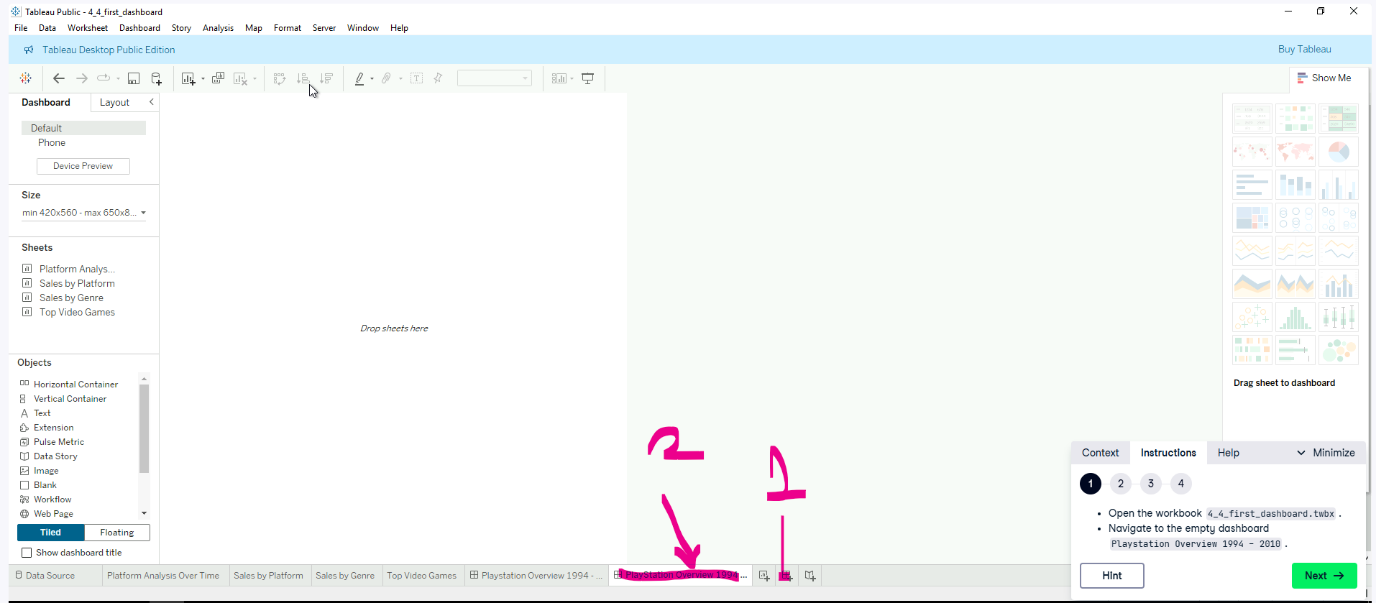 Tableau Public - 4_4_first_dashboard
File Data Worksheet Dashboard Story Analysis Map Format Server Window Help
Tableau Desktop Public Edition
Buy Tableau
Show Me
Dashboard Layout
Default
Phone
Device Preview
Size
min 420x560 - max 650x8...
Sheets
Platform Analys...
Sales by Platform
Sales by Genre
Top Video Games
Drop sheets here
Objects
Horizontal Container
Vertical Container
Text
Extension
Pulse Metric
Data Story
Image
Blank
Workflow
Web Page
Tiled Floating
Show dashboard title
Drag sheet to dashboard
2
1
Context Instructions Help Minimize
1 2 3 4
Open the workbook 4_4_first_dashboard.twbx .
Navigate to the empty dashboard
Playstation Overview 1994 - 2010 .
Hint Next
Data Source Platform Analysis Over Time Sales by Platform Sales by Genre Top Video Games Playstation Overview 1994 -... PlayStation Overview 1994 ...